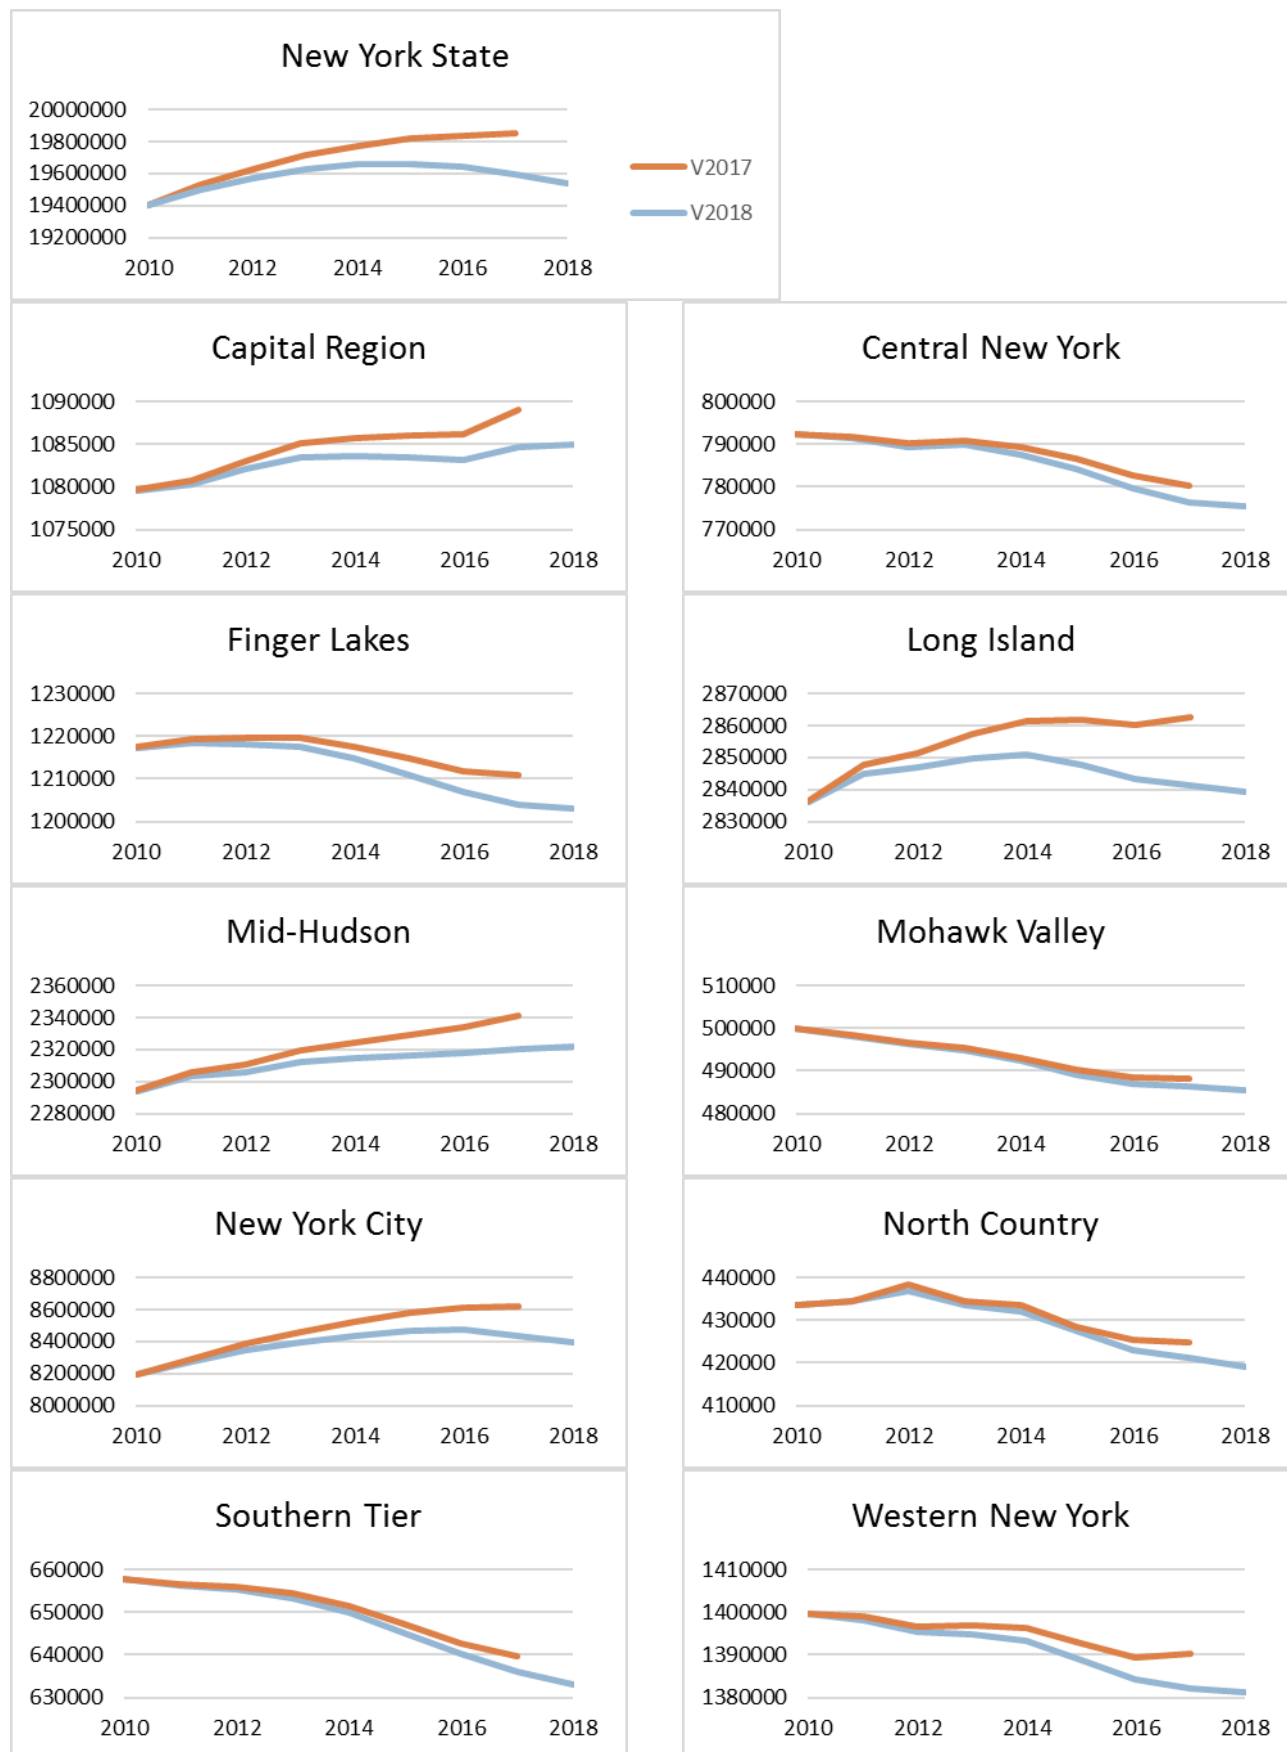 New York State
20000000
19800000
19600000
19400000
19200000
2010 2012 2014 2016 2018
V2017
V2018
Capital Region
1090000
1085000
1080000
1075000
2010 2012 2014 2016 2018
Central New York
800000
790000
780000
770000
2010 2012 2014 2016 2018
Finger Lakes
1230000
1220000
1210000
1200000
2010 2012 2014 2016 2018
Long Island
2870000
2860000
2850000
2840000
2830000
2010 2012 2014 2016 2018
Mid-Hudson
2360000
2340000
2320000
2300000
2280000
2010 2012 2014 2016 2018
Mohawk Valley
510000
500000
490000
480000
2010 2012 2014 2016 2018
New York City
8800000
8600000
8400000
8200000
8000000
2010 2012 2014 2016 2018
North Country
440000
430000
420000
410000
2010 2012 2014 2016 2018
Southern Tier
660000
650000
640000
630000
2010 2012 2014 2016 2018
Western New York
1410000
1400000
1390000
1380000
2010 2012 2014 2016 2018